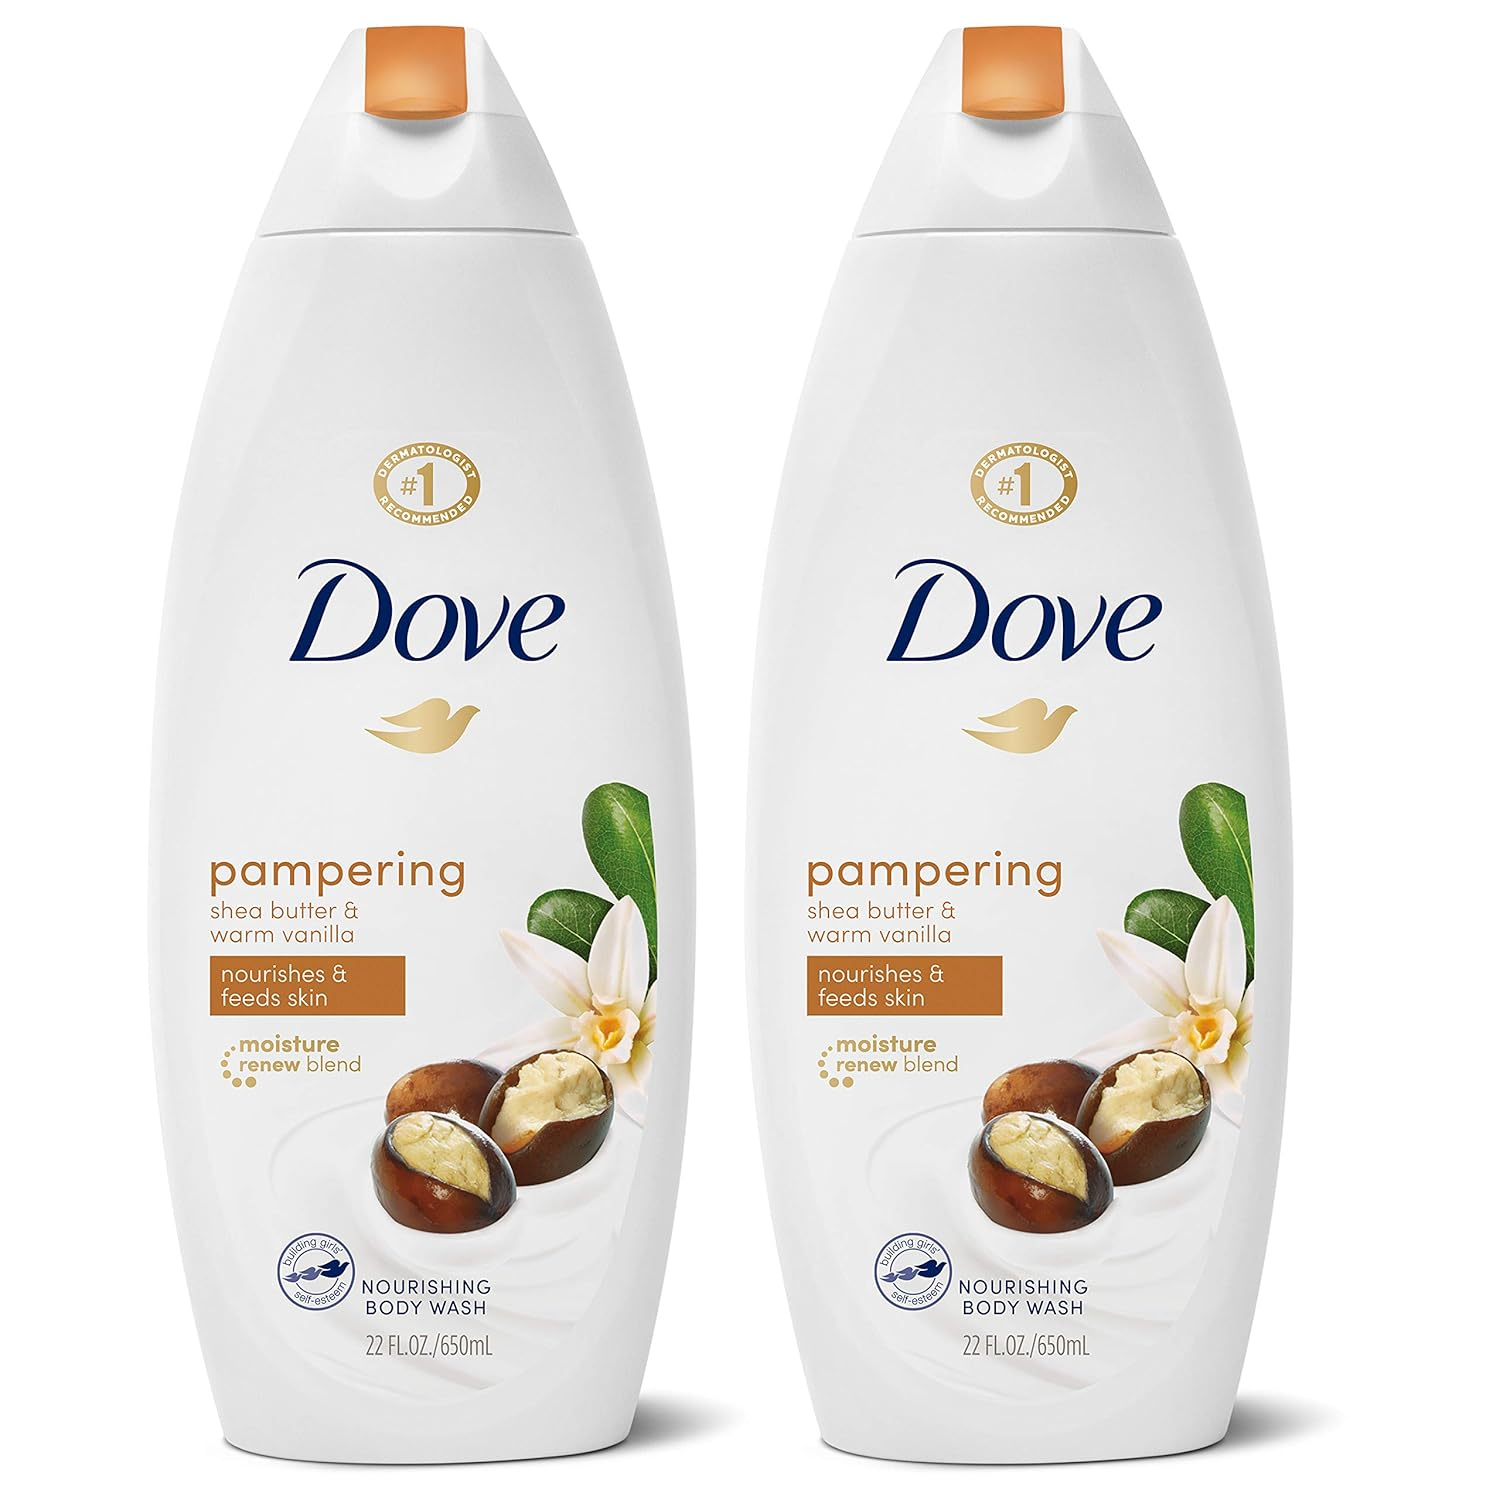 DERMATOLOGIST
#1
RECOMMENDED
Dove
pampering
shea butter &
warm vanilla
nourishes &
feeds skin
moisture
renew blend
building girls'
self-esteem
NOURISHING
BODY WASH
22 FL.OZ./650mL
DERMATOLOGIST
#1
RECOMMENDED
Dove
pampering
shea butter &
warm vanilla
nourishes &
feeds skin
moisture
renew blend
building girls'
self-esteem
NOURISHING
BODY WASH
22 FL.OZ./650mL